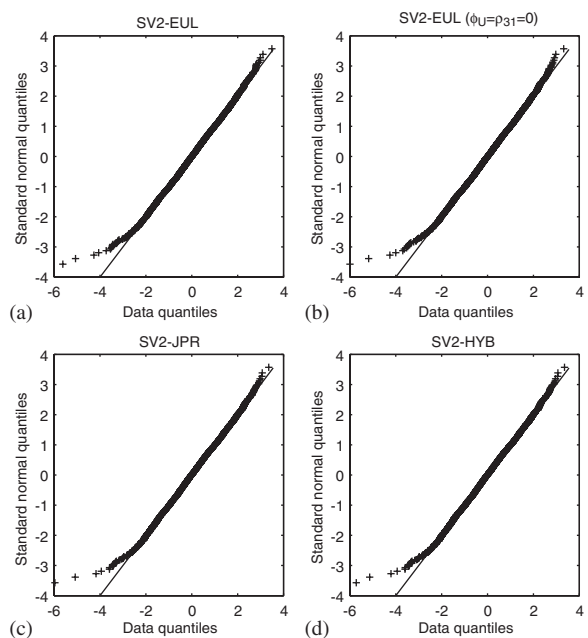 SV2-EUL
4
3
2
1
0
-1
-2
-3
-4
Standard normal quantiles
-6 -4 -2 0 2 4
Data quantiles
(a)
SV2-EUL (ϕU=ρ31=0)
4
3
2
1
0
-1
-2
-3
-4
Standard normal quantiles
-6 -4 -2 0 2 4
Data quantiles
(b)
SV2-JPR
4
3
2
1
0
-1
-2
-3
-4
Standard normal quantiles
-6 -4 -2 0 2 4
Data quantiles
(c)
SV2-HYB
4
3
2
1
0
-1
-2
-3
-4
Standard normal quantiles
-6 -4 -2 0 2 4
Data quantiles
(d)